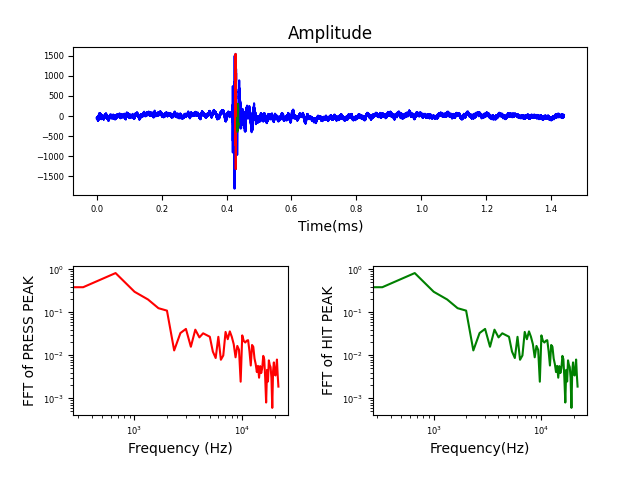 Amplitude
1500
1000
500
0
−500
−1000
−1500
0.0 0.2 0.4 0.6 0.8 1.0 1.2 1.4
Time(ms)
FFT of PRESS PEAK
10⁰
10⁻¹
10⁻²
10⁻³
10³ 10⁴
Frequency (Hz)
FFT of HIT PEAK
10⁰
10⁻¹
10⁻²
10⁻³
10³ 10⁴
Frequency(Hz)